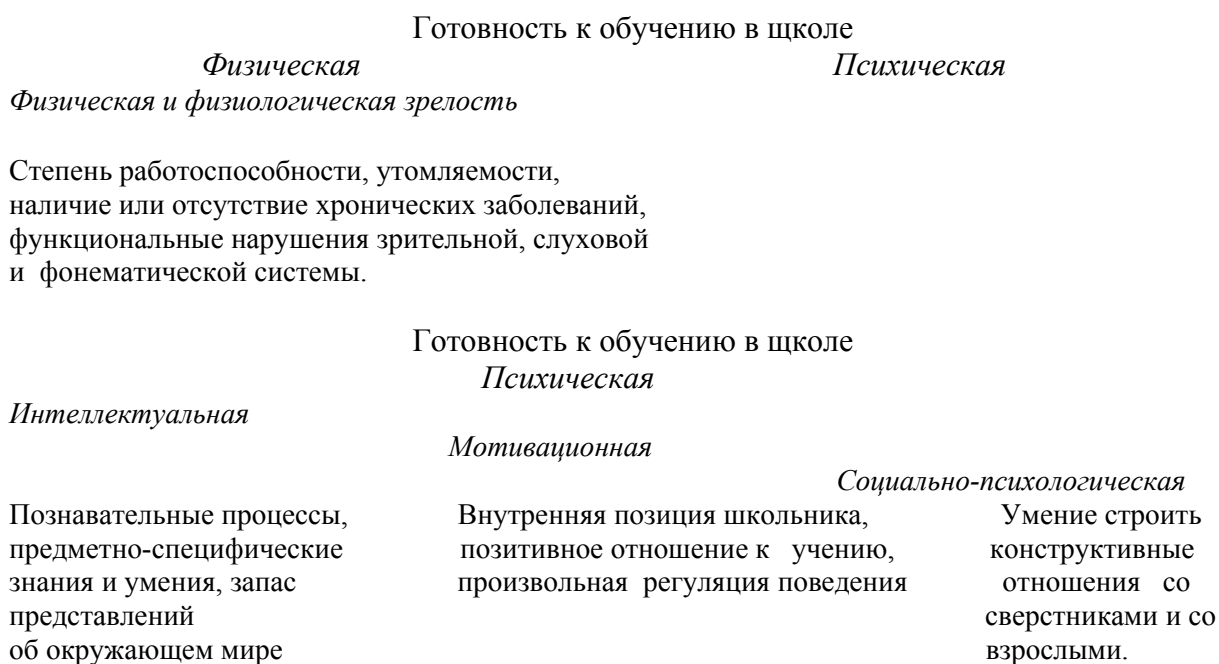 Готовность к обучению в щколе
Физическая Психическая
Физическая и физиологическая зрелость
Степень работоспособности, утомляемости,
наличие или отсутствие хронических заболеваний,
функциональные нарушения зрительной, слуховой
и фонематической системы.
Готовность к обучению в щколе
Психическая
Интеллектуальная
Мотивационная
Социально-психологическая
Познавательные процессы, Внутренняя позиция школьника, Умение строить
предметно-специфические позитивное отношение к учению, конструктивные
знания и умения, запас произвольная регуляция поведения отношения со
представлений сверстниками и со
об окружающем мире взрослыми.